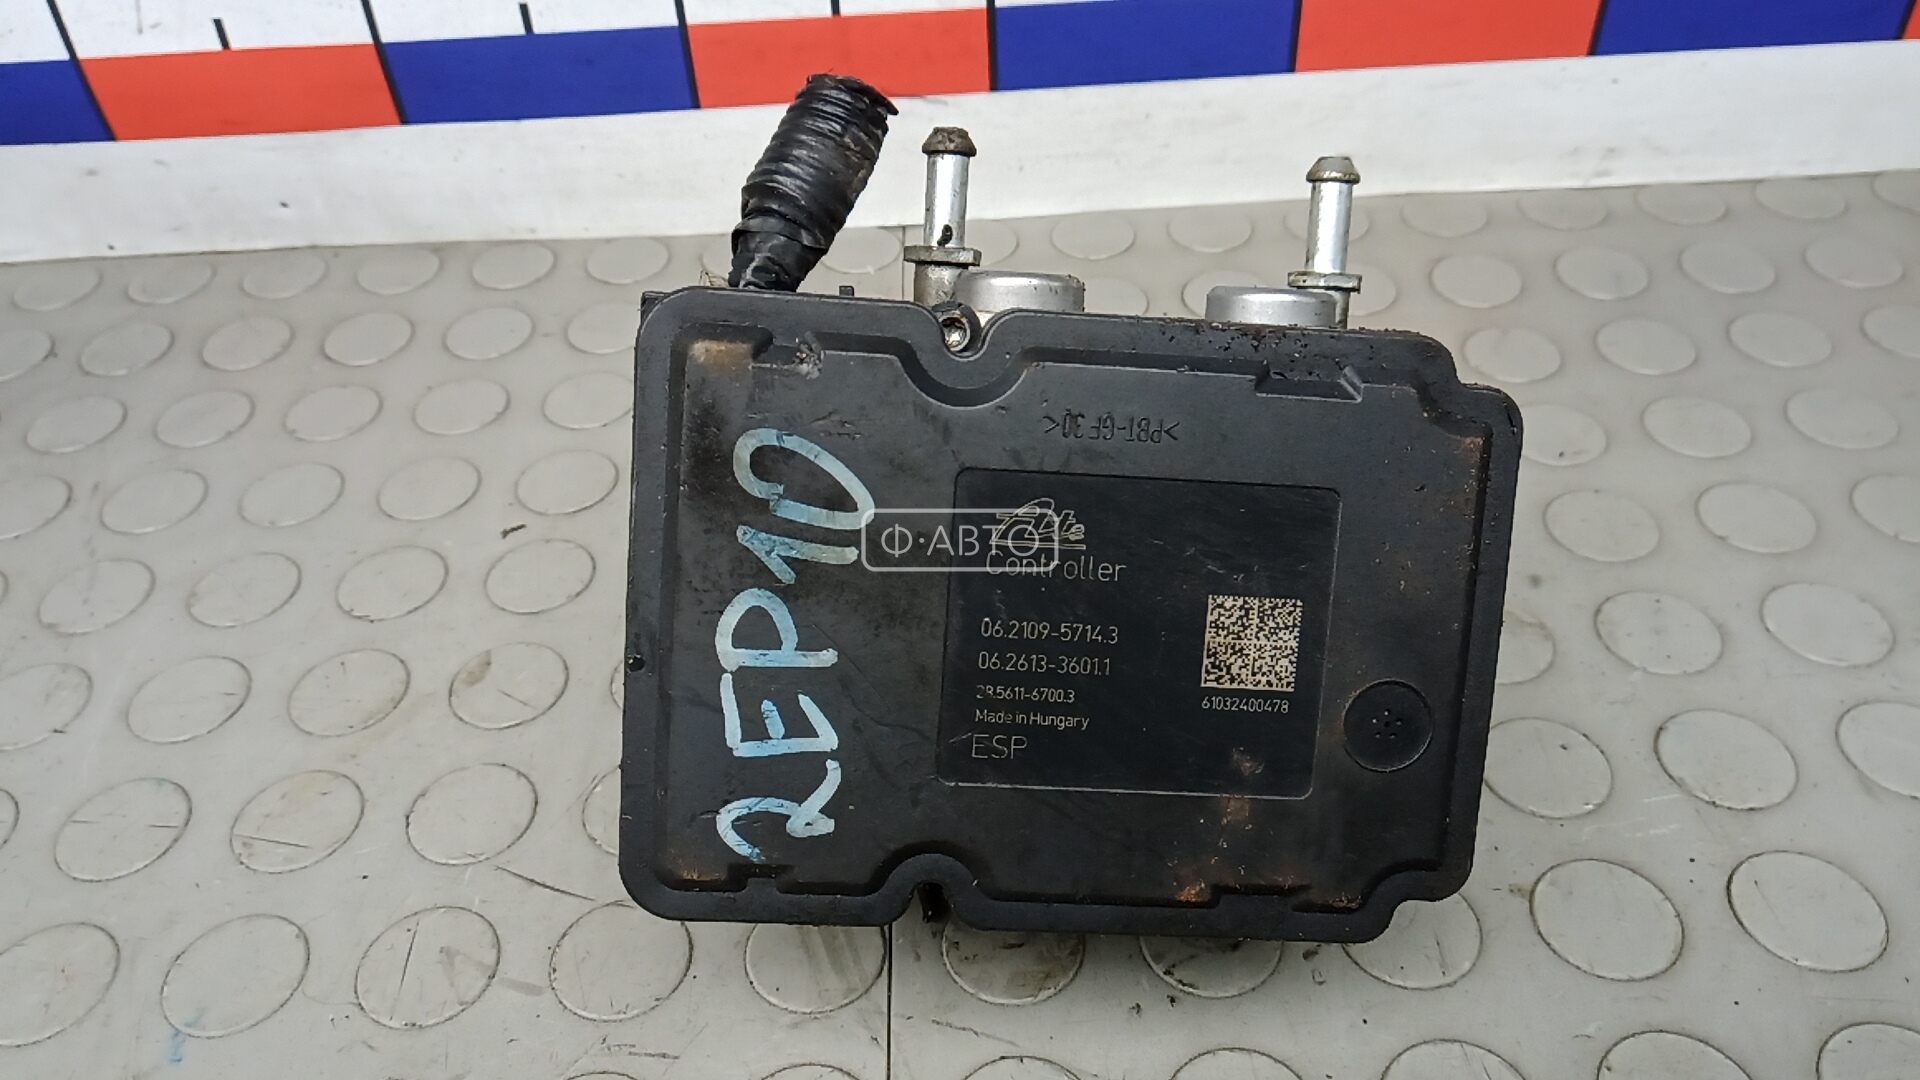 >PBT-GF30<
2EP10
Ф·АВТО
Ate
Controller
06.2109-5714.3
06.2613-3601.1
28.5611-6700.3
Made in Hungary
ESP
61032400478